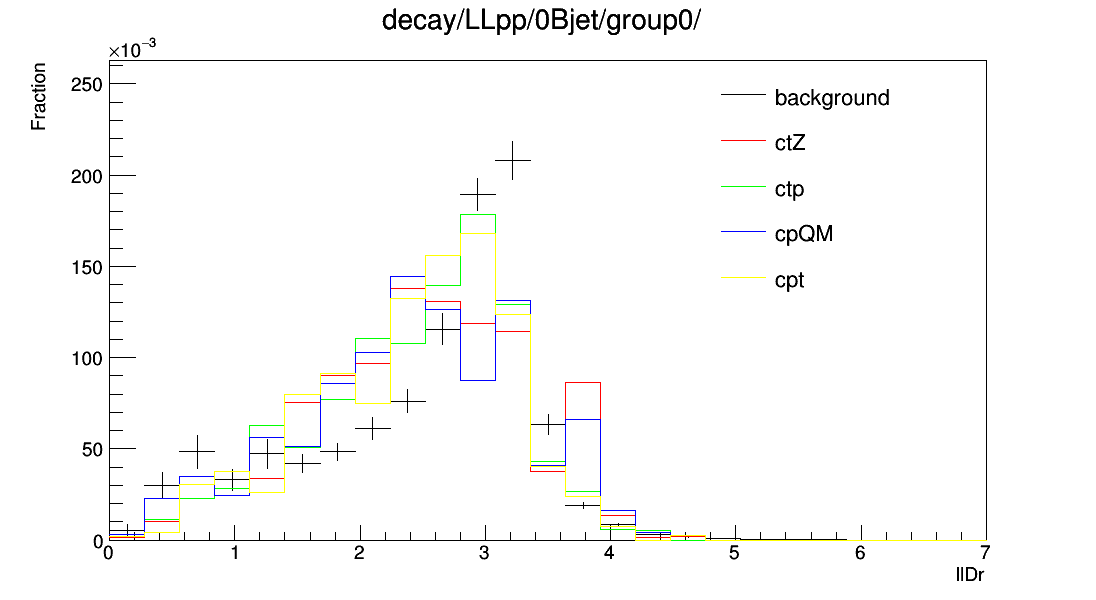 decay/LLpp/0Bjet/group0/
×10⁻³
Fraction
250
200
150
100
50
0
background
ctZ
ctp
cpQM
cpt
0 1 2 3 4 5 6 7
llDr